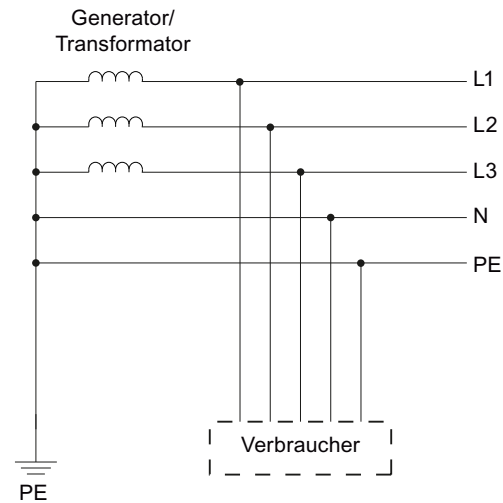 Generator/
Transformator
L1
L2
L3
N
PE
Verbraucher
PE